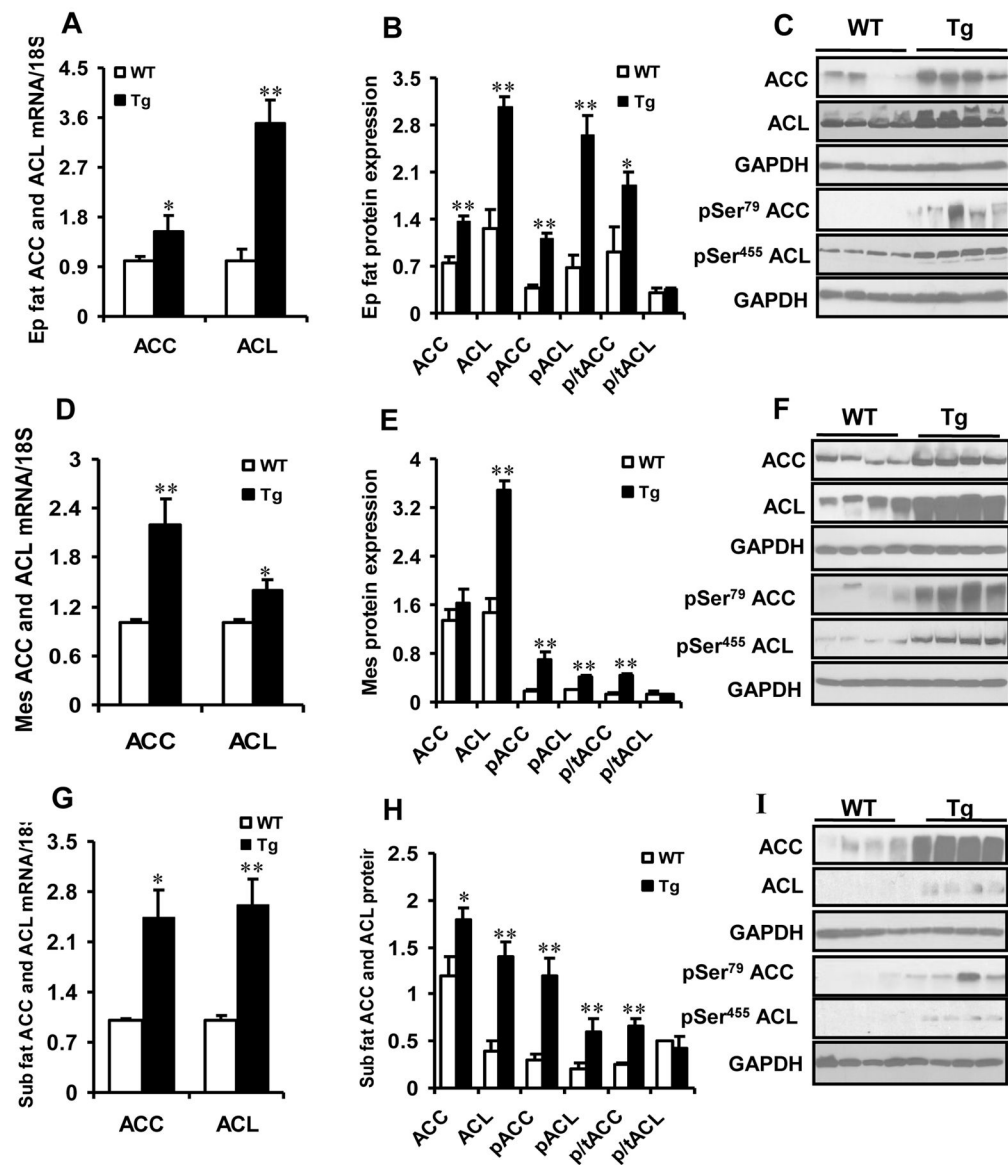 A
Ep fat ACC and ACL mRNA/18S
4.5
3.6
2.7
1.8
0.9
0
WT
Tg
*
**
ACC
ACL
B
Ep fat protein expression
3.5
2.8
2.1
1.4
0.7
0
WT
Tg
**
**
**
**
*
ACC
ACL
pACC
pACL
p/tACC
p/tACL
C
WT
Tg
ACC
ACL
GAPDH
pSer79 ACC
pSer455 ACL
GAPDH
D
Mes ACC and ACL mRNA/18S
3
2.4
1.8
1.2
0.6
0
WT
Tg
**
*
ACC
ACL
E
Mes protein expression
4
3.2
2.4
1.6
0.8
0
WT
Tg
**
**
**
**
ACC
ACL
pACC
pACL
p/tACC
p/tACL
F
WT
Tg
ACC
ACL
GAPDH
pSer79 ACC
pSer455 ACL
GAPDH
G
Sub fat ACC and ACL mRNA/18S
3.5
2.8
2.1
1.4
0.7
0
WT
Tg
*
**
ACC
ACL
H
Sub fat ACC and ACL protein
2.5
2
1.5
1
0.5
0
WT
Tg
*
**
**
**
**
ACC
ACL
pACC
pACL
p/tACC
p/tACL
I
WT
Tg
ACC
ACL
GAPDH
pSer79 ACC
pSer455 ACL
GAPDH